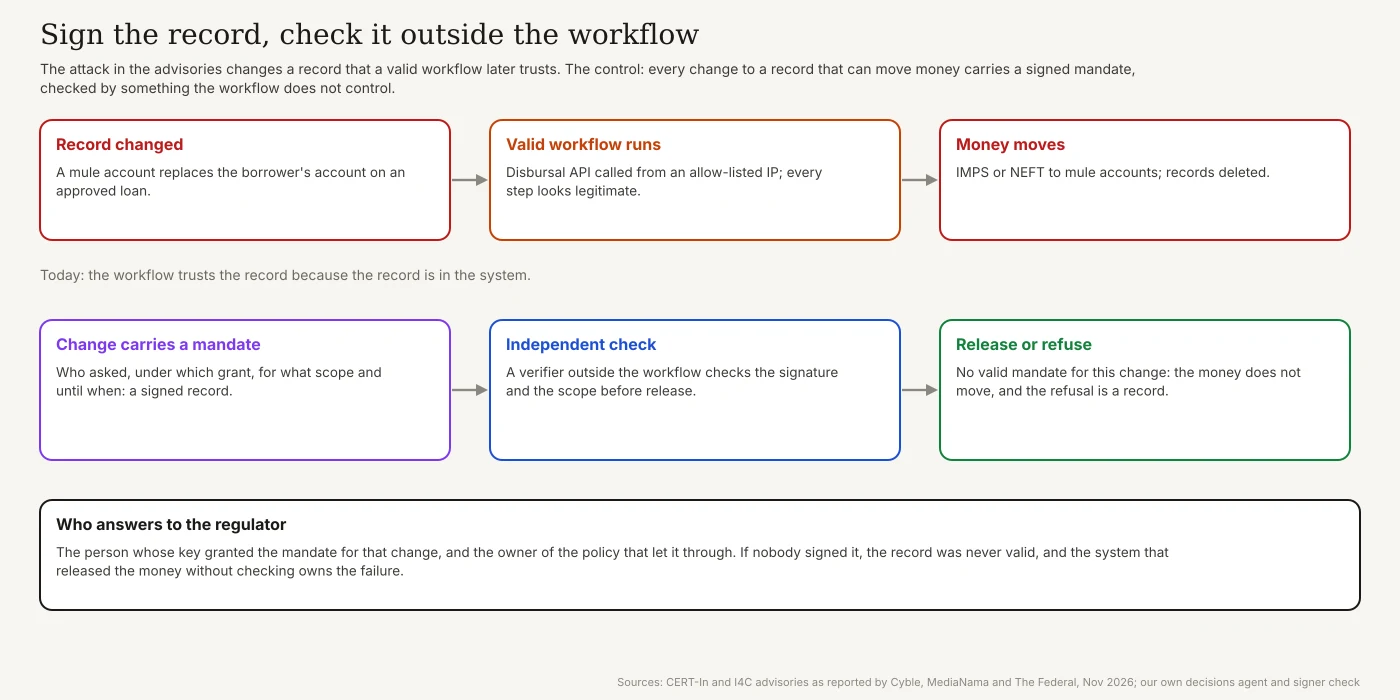 Sign the record, check it outside the workflow
The attack in the advisories changes a record that a valid workflow later trusts. The control: every change to a record that can move money carries a signed mandate,
checked by something the workflow does not control.
Record changed
A mule account replaces the borrower's account on an
approved loan.
Valid workflow runs
Disbursal API called from an allow-listed IP; every
step looks legitimate.
Money moves
IMPS or NEFT to mule accounts; records deleted.
Today: the workflow trusts the record because the record is in the system.
Change carries a mandate
Who asked, under which grant, for what scope and
until when: a signed record.
Independent check
A verifier outside the workflow checks the signature
and the scope before release.
Release or refuse
No valid mandate for this change: the money does not
move, and the refusal is a record.
Who answers to the regulator
The person whose key granted the mandate for that change, and the owner of the policy that let it through. If nobody signed it, the record was never valid, and the system that
released the money without checking owns the failure.
Sources: CERT-In and I4C advisories as reported by Cyble, MediaNama and The Federal, Nov 2026; our own decisions agent and signer check